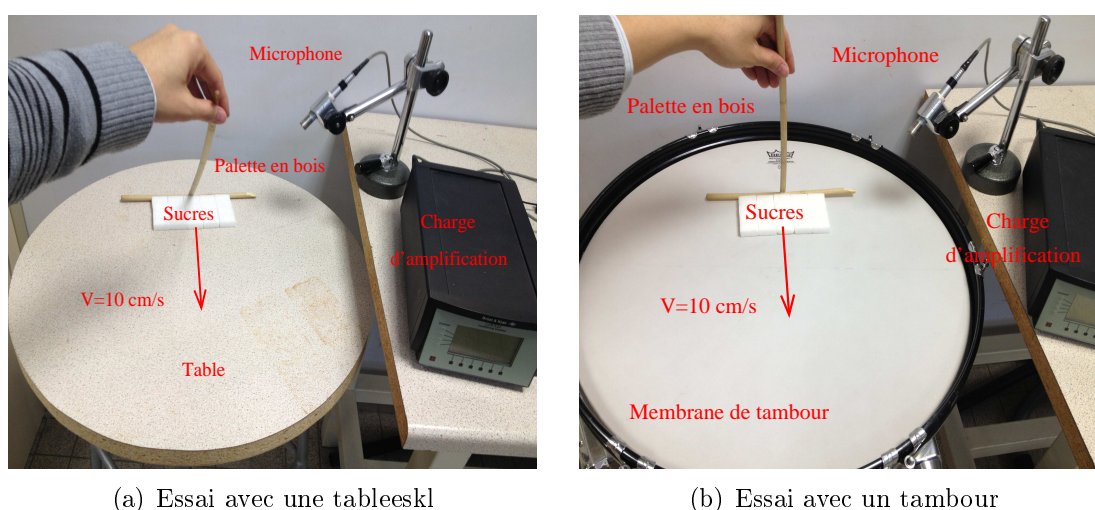 Microphone
Palette en bois
Sucres
Charge
d'amplification
V=10 cm/s
Table
(a) Essai avec une tableeskl
Microphone
Palette en bois
REMO
Sucres
Charge
d'amplification
V=10 cm/s
Membrane de tambour
(b) Essai avec un tambour